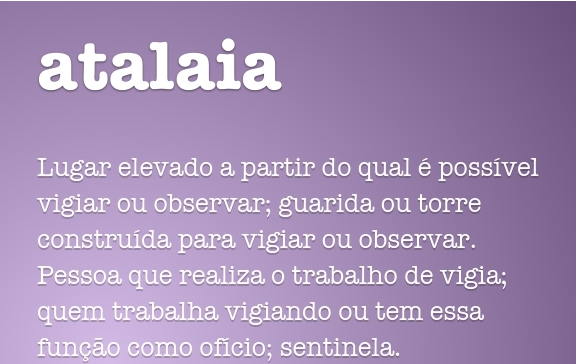 atalaia
Lugar elevado a partir do qual é possível
vigiar ou observar; guarida ou torre
construída para vigiar ou observar.
Pessoa que realiza o trabalho de vigia;
quem trabalha vigiando ou tem essa
função como ofício; sentinela.